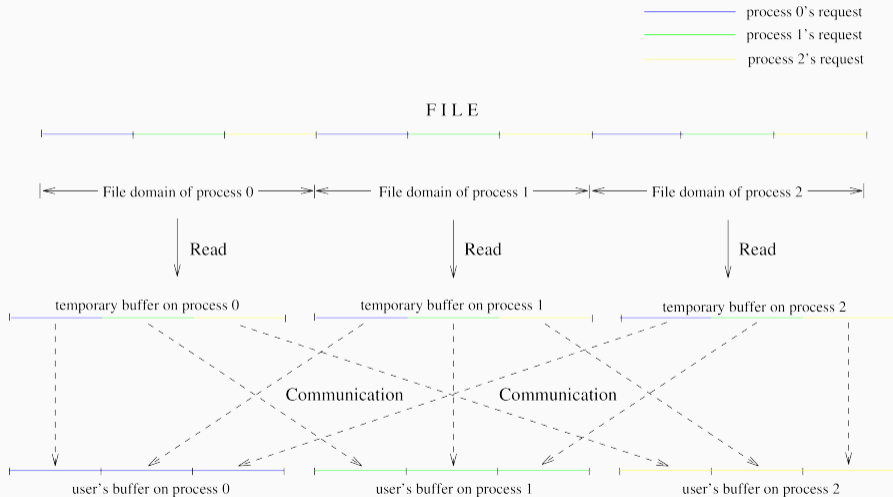 process 0's request
process 1's request
process 2's request
FILE
File domain of process 0
File domain of process 1
File domain of process 2
Read
Read
Read
temporary buffer on process 0
temporary buffer on process 1
temporary buffer on process 2
Communication
Communication
user's buffer on process 0
user's buffer on process 1
user's buffer on process 2